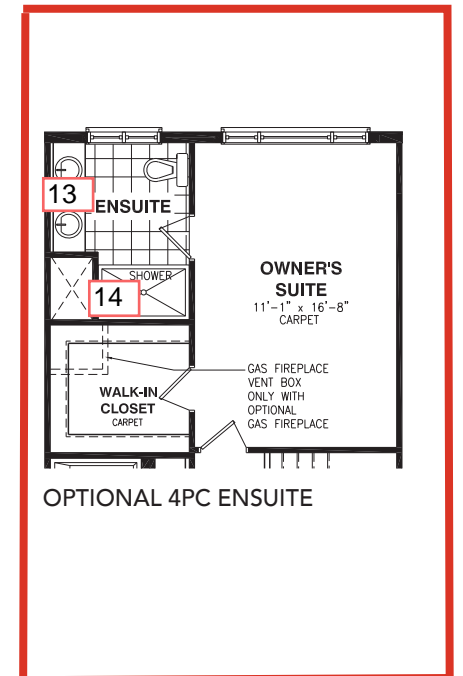 13
ENSUITE
SHOWER
14
OWNER'S
SUITE
11'-1" x 16'-8"
CARPET
GAS FIREPLACE
VENT BOX
ONLY WITH
OPTIONAL
GAS FIREPLACE
WALK-IN
CLOSET
CARPET
OPTIONAL 4PC ENSUITE